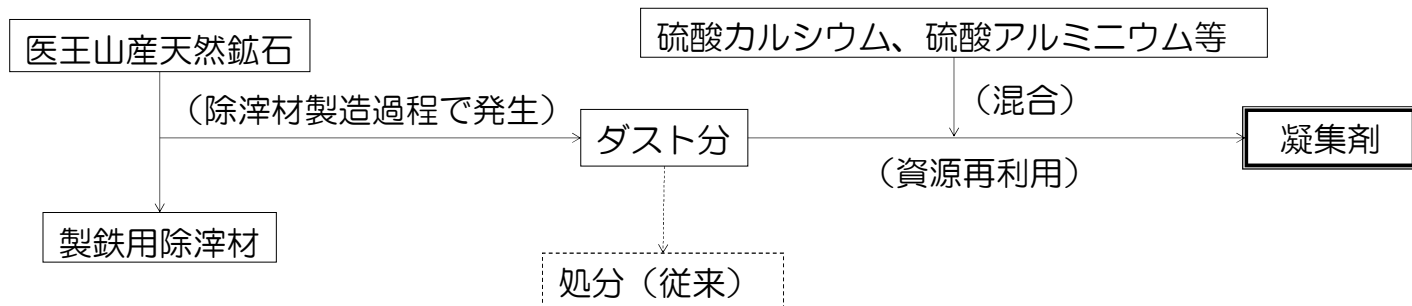 医王山産天然鉱石
硫酸カルシウム、硫酸アルミニウム等
（除滓材製造過程で発生）
（混合）
ダスト分
凝集剤
（資源再利用）
製鉄用除滓材
処分（従来）